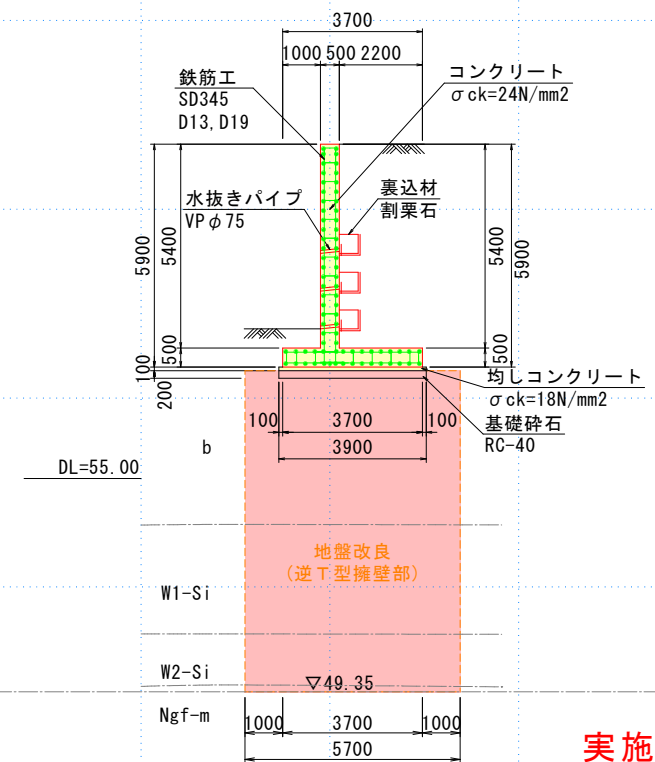 3700
1000 500 2200
鉄筋工
SD345
D13,D19
コンクリート
σck=24N/mm2
水抜きパイプ
VPφ75
裏込材
割栗石
5900
5400
5400
5900
500
500
100
200
均しコンクリート
σck=18N/mm2
基礎砕石
RC-40
100 3700 100
3900
b
DL=55.00
地盤改良
(逆T型擁壁部)
W1-Si
W2-Si
▽49.35
Ngf-m
1000 3700 1000
5700
実施